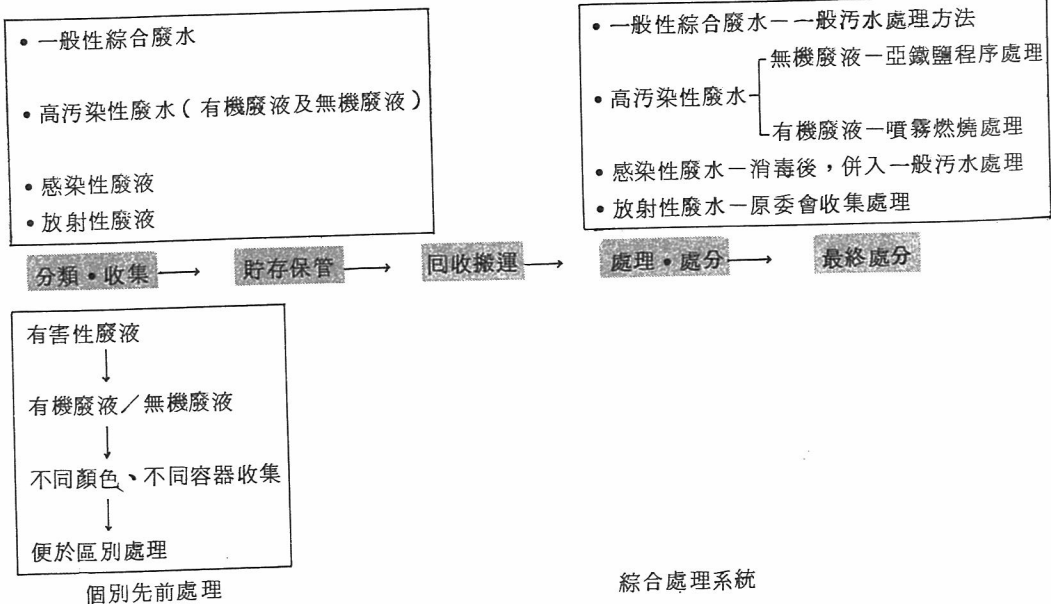 • 一般性綜合廢水
• 高汚染性廢水（有機廢液及無機廢液）
• 感染性廢液
• 放射性廢液
• 一般性綜合廢水－一般汚水處理方法
無機廢液－亞鐵鹽程序處理
• 高汚染性廢水
有機廢液－噴霧燃燒處理
• 感染性廢水－消毒後，併入一般汚水處理
• 放射性廢水－原委會收集處理
分類•收集 → 貯存保管 → 回收搬運 → 處理•處分 → 最終處分
有害性廢液
↓
有機廢液／無機廢液
↓
不同顏色、不同容器收集
↓
便於區別處理
個別先前處理
綜合處理系統